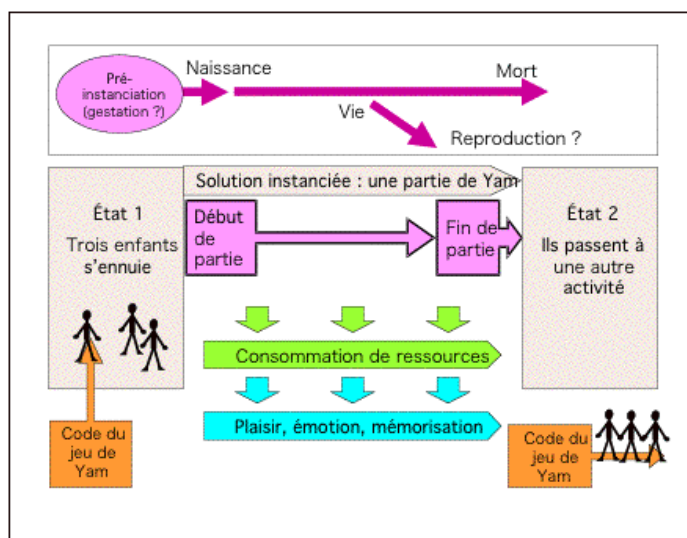 Pré-
instanciation
(gestation ?)
Naissance
Mort
Vie
Reproduction ?
Solution instanciée : une partie de Yam
État 1
Trois enfants
s'ennuie
Début
de
partie
Fin de
partie
État 2
Ils passent à
une autre
activité
Consommation de ressources
Plaisir, émotion, mémorisation
Code du
jeu de
Yam
Code du
jeu de
Yam